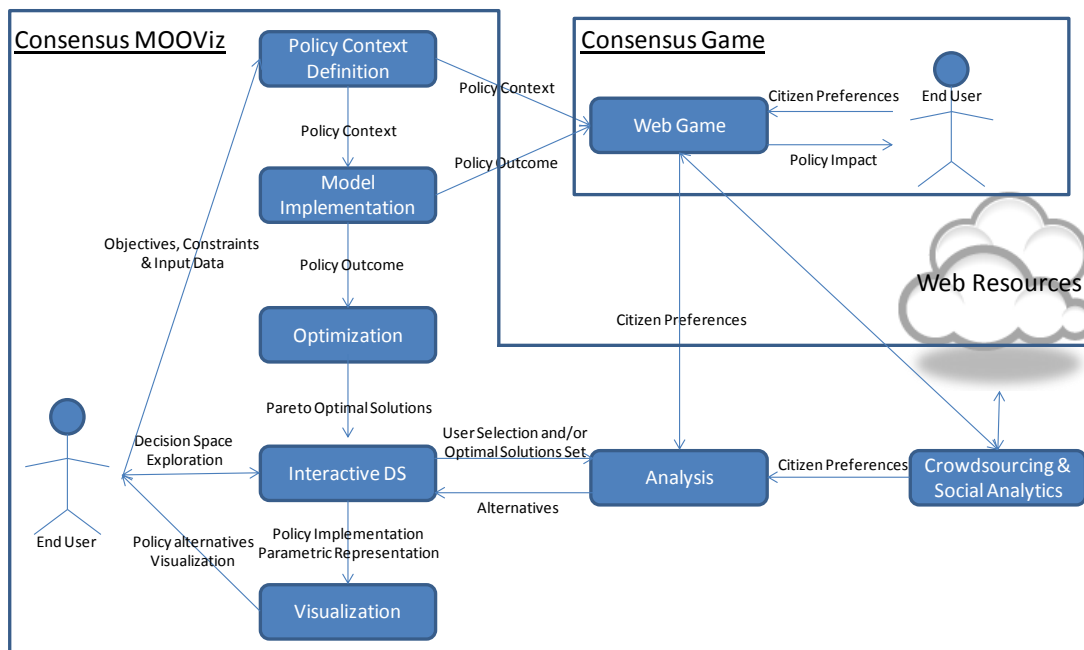 Consensus MOOViz
Policy Context
Definition
Consensus Game
Policy Context
Citizen Preferences
End User
Web Game
Policy Context
Policy Outcome
Policy Impact
Model
Implementation
Objectives, Constraints
& Input Data
Policy Outcome
Web Resources
Optimization
Citizen Preferences
Pareto Optimal Solutions
Decision Space
Exploration
User Selection and/or
Optimal Solutions Set
Interactive DS
Analysis
Citizen Preferences
Crowdsourcing &
Social Analytics
Alternatives
End User
Policy alternatives
Visualization
Policy Implementation
Parametric Representation
Visualization